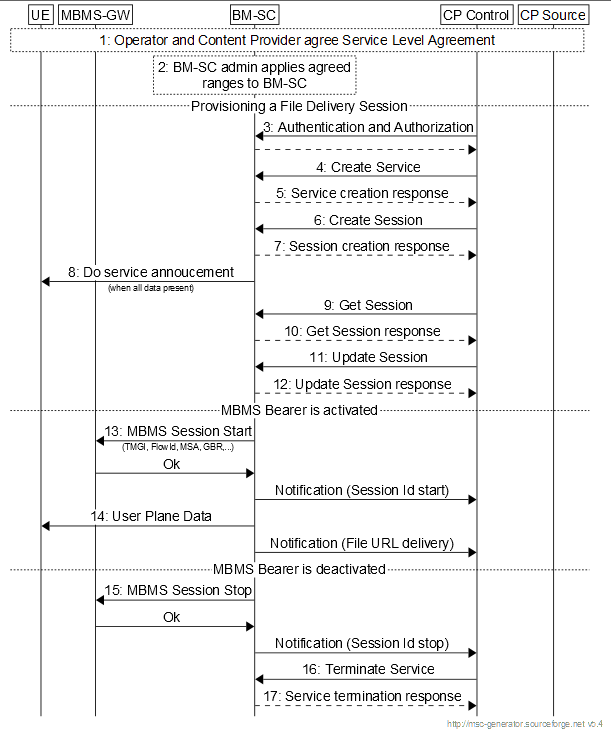 UE MBMS-GW BM-SC CP Control CP Source
1: Operator and Content Provider agree Service Level Agreement
2: BM-SC admin applies agreed
ranges to BM-SC
Provisioning a File Delivery Session
3: Authentication and Authorization
4: Create Service
5: Service creation response
6: Create Session
7: Session creation response
8: Do service annoucement
(when all data present)
9: Get Session
10: Get Session response
11: Update Session
12: Update Session response
MBMS Bearer is activated
13: MBMS Session Start
(TMGI, FlowId, MSA, GBR,...)
Ok
Notification (Session Id start)
14: User Plane Data
Notification (File URL delivery)
MBMS Bearer is deactivated
15: MBMS Session Stop
Ok
Notification (Session Id stop)
16: Terminate Service
17: Service termination response
http://msc-generator.sourceforge.net v5.4